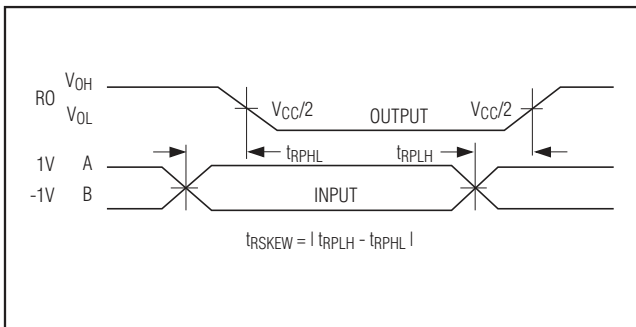 RO VOH
VOL
VCC/2 OUTPUT VCC/2
tRPHL tRPLH
1V A
-1V B
INPUT
tRSKEW = | tRPLH - tRPHL |